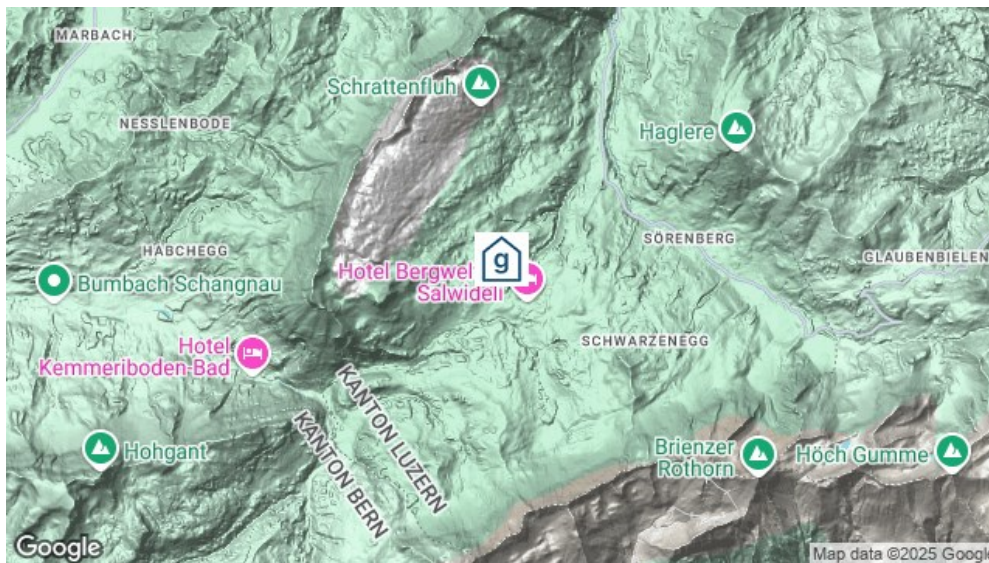 MARBACH
Schrattenfluh
NESSLENBODE
Haglere
HABCHEGG
SÖRENBERG
GLAUBENBIELEN
g
Bumbach Schangnau
Hotel Bergwel
Salwideli
Hotel
Kemmeriboden-Bad
SCHWARZENEGG
KANTON LUZERN
KANTON BERN
Hohgant
Brienzer
Rothorn
Höch Gumme
Google
Map data ©2025 Google